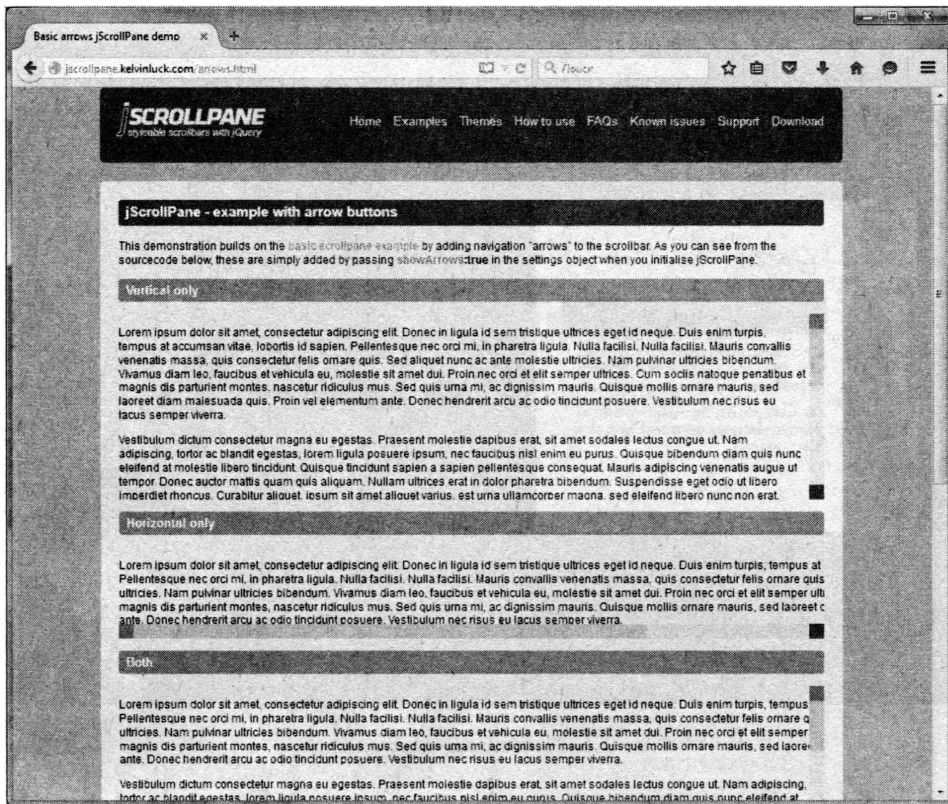 Basic arrows jScrollPane demo × +
jscrollpane.kelvinluck.com/arrows.html Поиск
jSCROLLPANE
styleable scrollbars with jQuery
Home Examples Themes How to use FAQs Known issues Support Download
jScrollPane - example with arrow buttons
This demonstration builds on the basic scrollpane example by adding navigation "arrows" to the scrollbar. As you can see from the
sourcecode below, these are simply added by passing showArrows:true in the settings object when you initialise jScrollPane.
Vertical only
Lorem ipsum dolor sit amet, consectetur adipiscing elit. Donec in ligula id sem tristique ultrices eget id neque. Duis enim turpis,
tempus at accumsan vitae, lobortis id sapien. Pellentesque nec orci mi, in pharetra ligula. Nulla facilisi. Nulla facilisi. Mauris convallis
venenatis massa, quis consectetur felis ornare quis. Sed aliquet nunc ac ante molestie ultricies. Nam pulvinar ultricies bibendum.
Vivamus diam leo, faucibus et vehicula eu, molestie sit amet dui. Proin nec orci et elit semper ultrices. Cum sociis natoque penatibus et
magnis dis parturient montes, nascetur ridiculus mus. Sed quis urna mi, ac dignissim mauris. Quisque mollis ornare mauris, sed
laoreet diam malesuada quis. Proin vel elementum ante. Donec hendrerit arcu ac odio tincidunt posuere. Vestibulum nec risus eu
lacus semper viverra.
Vestibulum dictum consectetur magna eu egestas. Praesent molestie dapibus erat, sit amet sodales lectus congue ut. Nam
adipiscing, tortor ac blandit egestas, lorem ligula posuere ipsum, nec faucibus nisl enim eu purus. Quisque bibendum diam quis nunc
eleifend at molestie libero tincidunt. Quisque tincidunt sapien a sapien pellentesque consequat. Mauris adipiscing venenatis augue ut
tempor. Donec auctor mattis quam quis aliquam. Nullam ultrices erat in dolor pharetra bibendum. Suspendisse eget odio ut libero
imperdiet rhoncus. Curabitur aliquet, ipsum sit amet aliquet varius, est urna ullamcorper magna, sed eleifend libero nunc non erat.
Horizontal only
Lorem ipsum dolor sit amet, consectetur adipiscing elit. Donec in ligula id sem tristique ultrices eget id neque. Duis enim turpis, tempus at
Pellentesque nec orci mi, in pharetra ligula. Nulla facilisi. Nulla facilisi. Mauris convallis venenatis massa, quis consectetur felis ornare quis
ultricies. Nam pulvinar ultricies bibendum. Vivamus diam leo, faucibus et vehicula eu, molestie sit amet dui. Proin nec orci et elit semper ult
magnis dis parturient montes, nascetur ridiculus mus. Sed quis urna mi, ac dignissim mauris. Quisque mollis ornare mauris, sed laoreet c
ante. Donec hendrerit arcu ac odio tincidunt posuere. Vestibulum nec risus eu lacus semper viverra.
Both
Lorem ipsum dolor sit amet, consectetur adipiscing elit. Donec in ligula id sem tristique ultrices eget id neque. Duis enim turpis, tempus
Pellentesque nec orci mi, in pharetra ligula. Nulla facilisi. Nulla facilisi. Mauris convallis venenatis massa, quis consectetur felis ornare q
ultricies. Nam pulvinar ultricies bibendum. Vivamus diam leo, faucibus et vehicula eu, molestie sit amet dui. Proin nec orci et elit semper
magnis dis parturient montes, nascetur ridiculus mus. Sed quis urna mi, ac dignissim mauris. Quisque mollis ornare mauris, sed laore
ante. Donec hendrerit arcu ac odio tincidunt posuere. Vestibulum nec risus eu lacus semper viverra.
Vestibulum dictum consectetur magna eu egestas. Praesent molestie dapibus erat, sit amet sodales lectus congue ut. Nam adipiscing,
tortor ac blandit egestas, lorem ligula posuere ipsum, nec faucibus nisl enim eu purus. Quisque bibendum diam quis nunc eleifend at